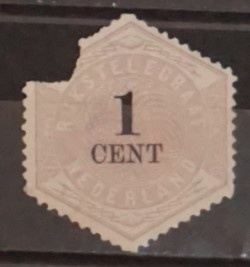 RIJKSTELEGRAAF
1
CENT
NEDERLAND